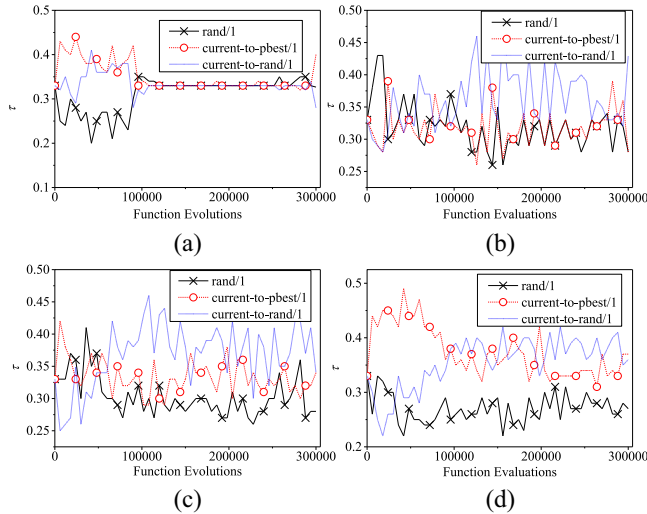 rand/1
current-to-pbest/1
current-to-rand/1
0.5
0.4
0.3
0.2
0.1
τ
0
100000
200000
300000
Function Evolutions
(a)
rand/1
current-to-pbest/1
current-to-rand/1
0.45
0.40
0.35
0.30
0.25
τ
0
100000
200000
300000
Function Evaluations
(b)
rand/1
current-to-pbest/1
current-to-rand/1
0.50
0.45
0.40
0.35
0.30
0.25
τ
0
100000
200000
300000
Function Evolutions
(c)
rand/1
current-to-pbest/1
current-to-rand/1
0.5
0.4
0.3
0.2
τ
0
100000
200000
300000
Function Evaluations
(d)